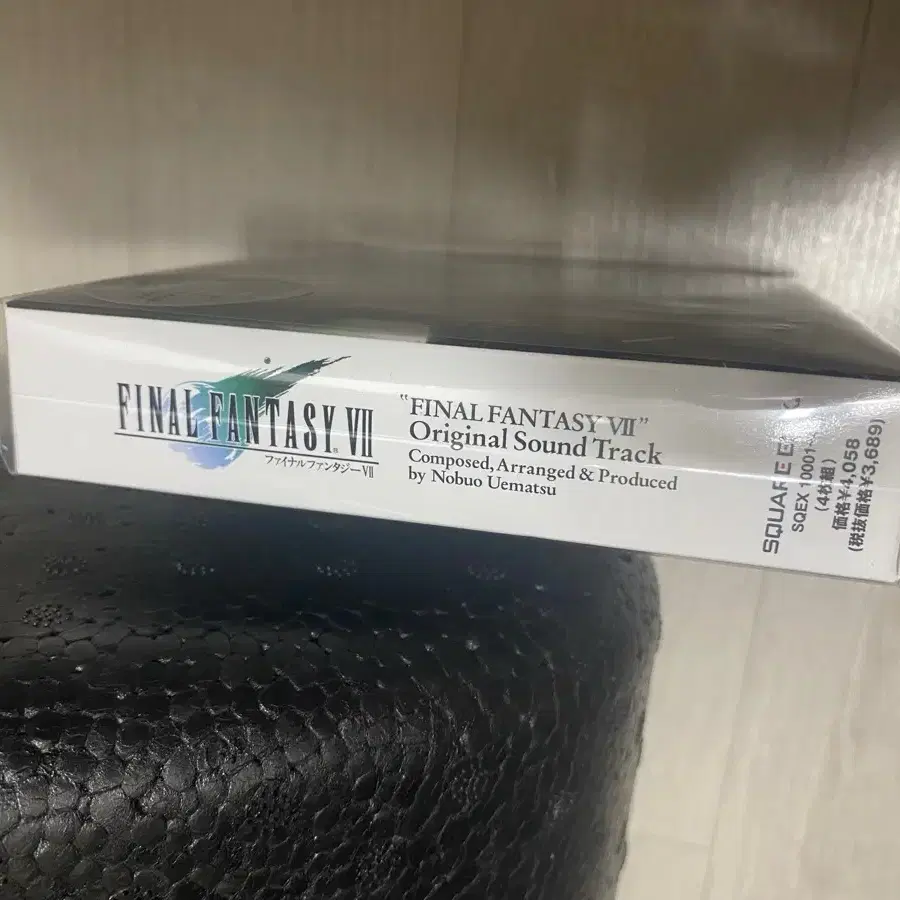 FINAL FANTASY VII
ファイナルファンタジーVII
"FINAL FANTASY VII"
Original Sound Track
Composed, Arranged & Produced
by Nobuo Uematsu
SQUARE
SQEX 10001-
(4枚組)
価格¥4,058
(税抜価格¥3,689)